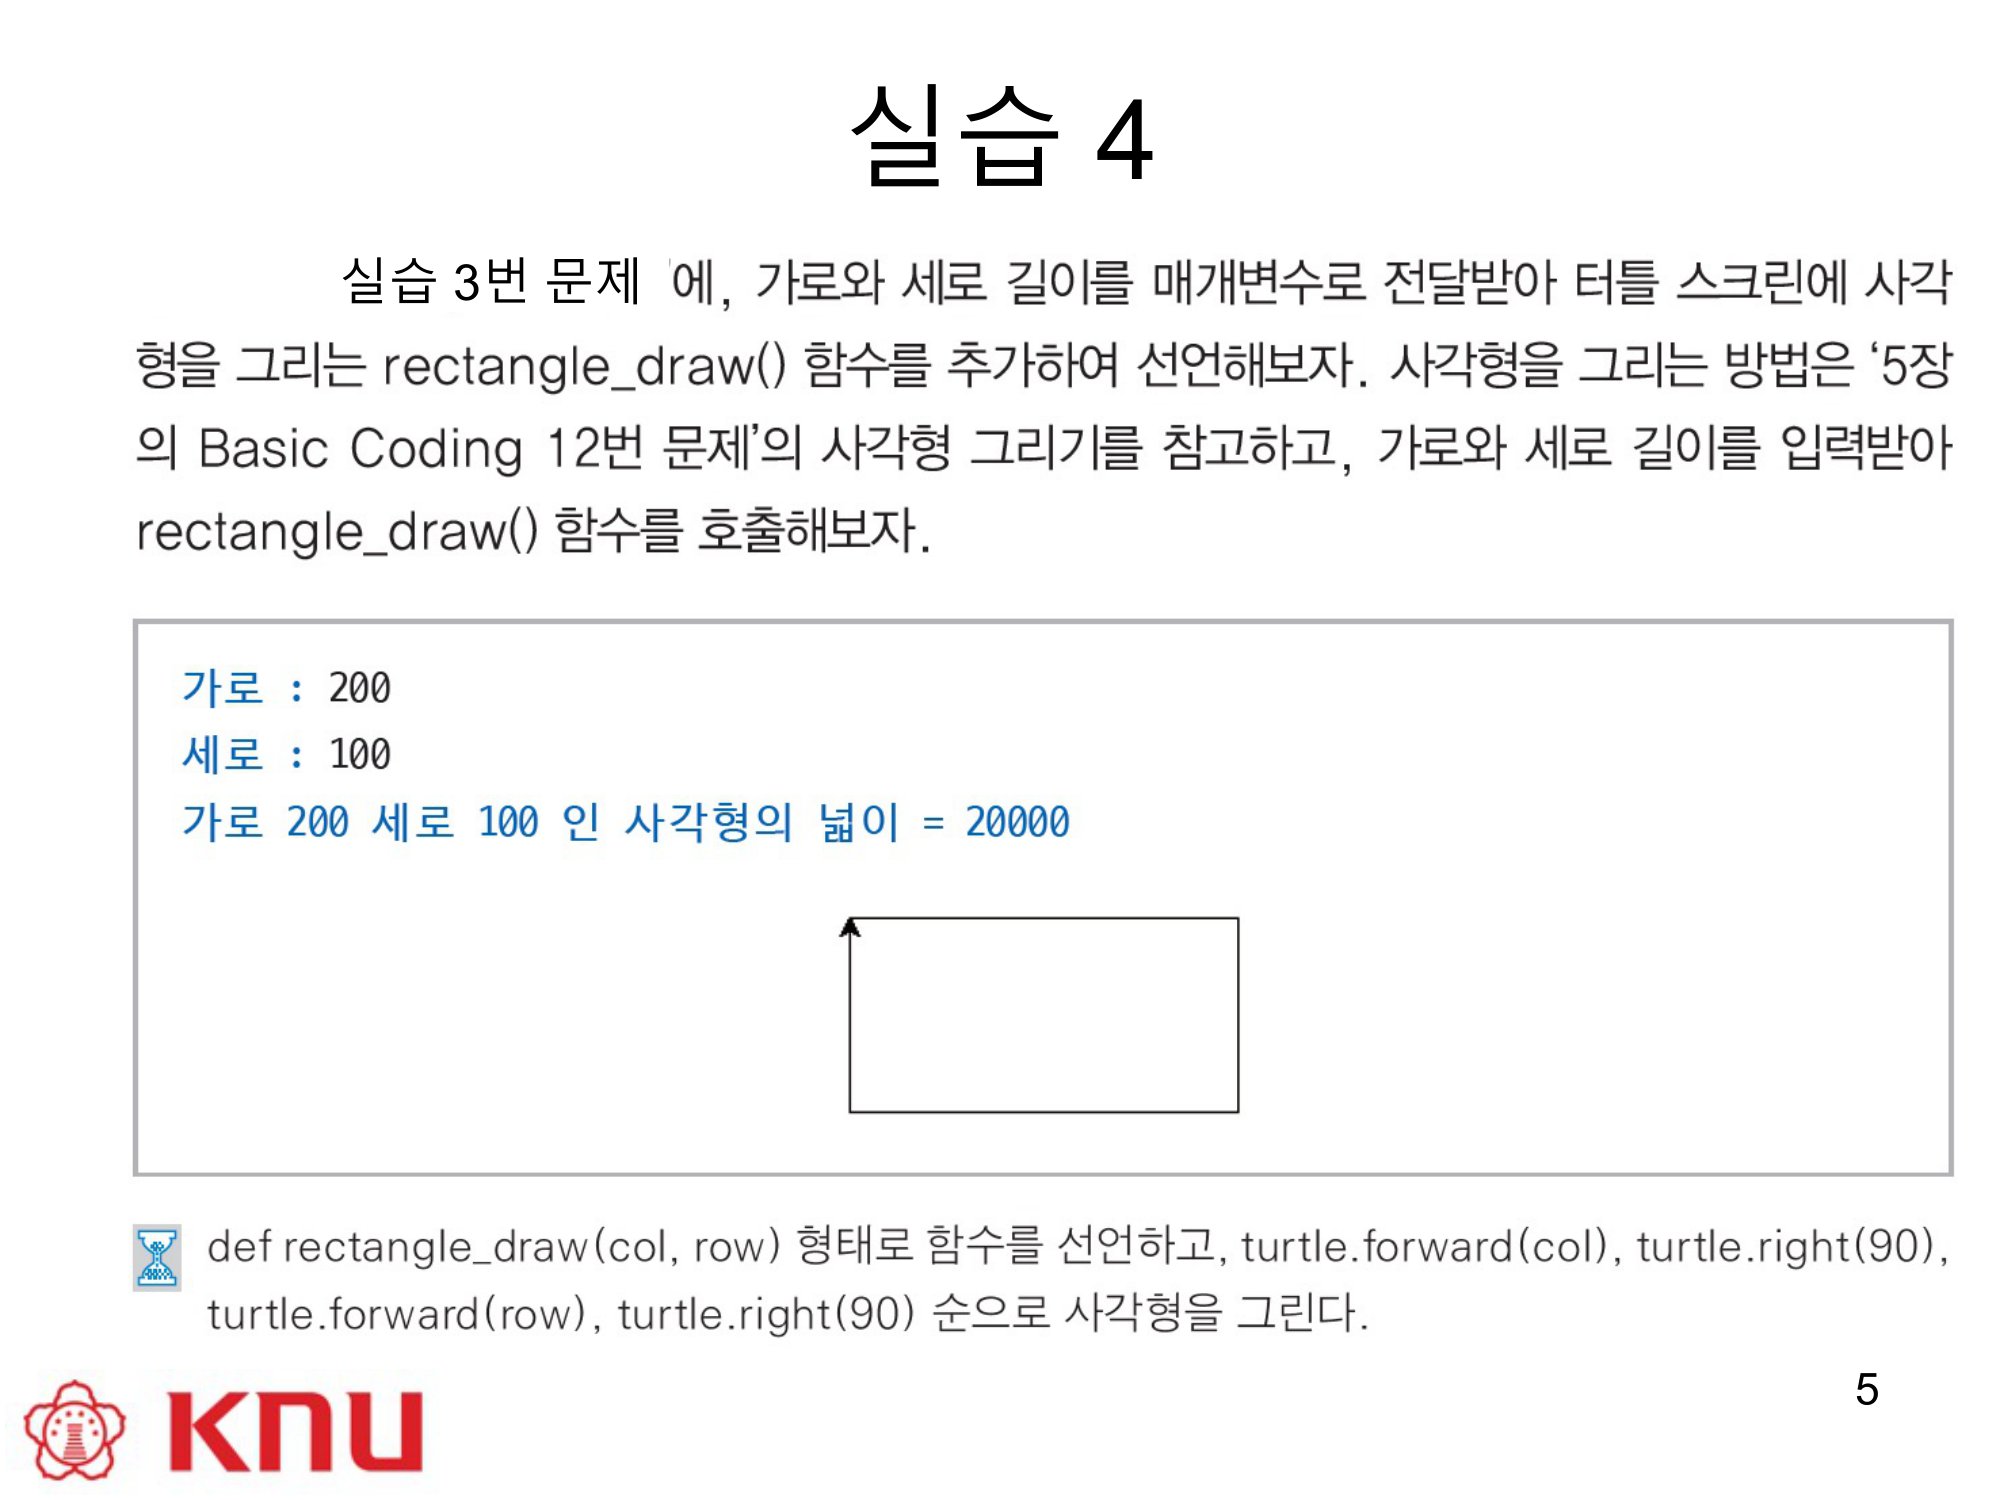 실습 4
실습 3번 문제 '에, 가로와 세로 길이를 매개변수로 전달받아 터틀 스크린에 사각
형을 그리는 rectangle_draw() 함수를 추가하여 선언해보자. 사각형을 그리는 방법은 ‘5장
의 Basic Coding 12번 문제’의 사각형 그리기를 참고하고, 가로와 세로 길이를 입력받아
rectangle_draw() 함수를 호출해보자.
가로 : 200
세로 : 100
가로 200 세로 100 인 사각형의 넓이 = 20000
def rectangle_draw(col, row) 형태로 함수를 선언하고, turtle.forward(col), turtle.right(90),
turtle.forward(row), turtle.right(90) 순으로 사각형을 그린다.
5
KNU